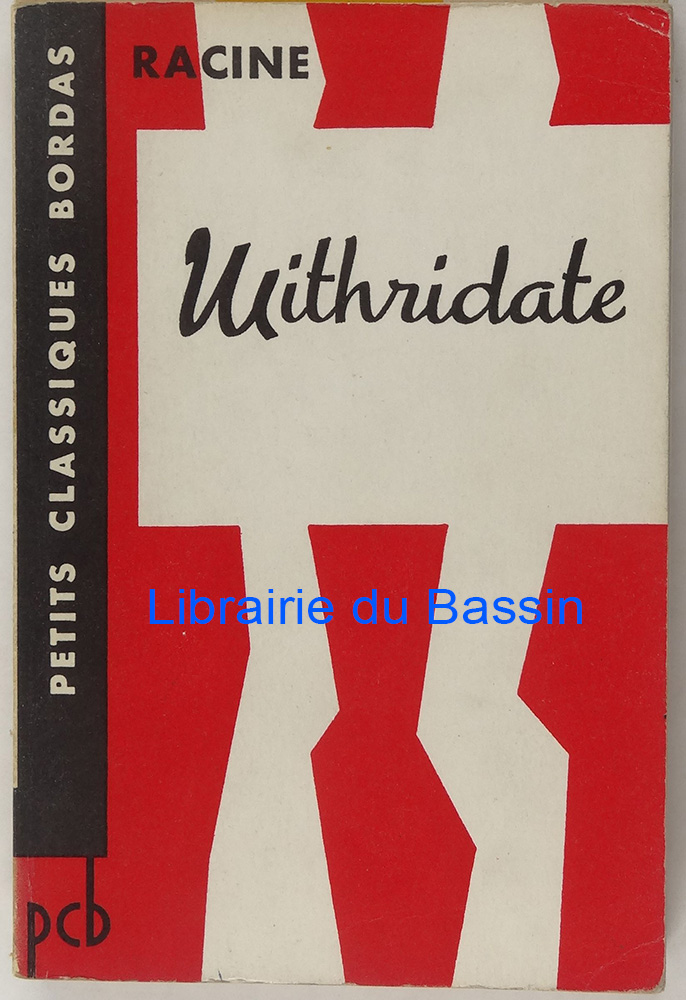 RACINE
Mithridate
PETITS CLASSIQUES BORDAS
Librairie du Bassin
pcb